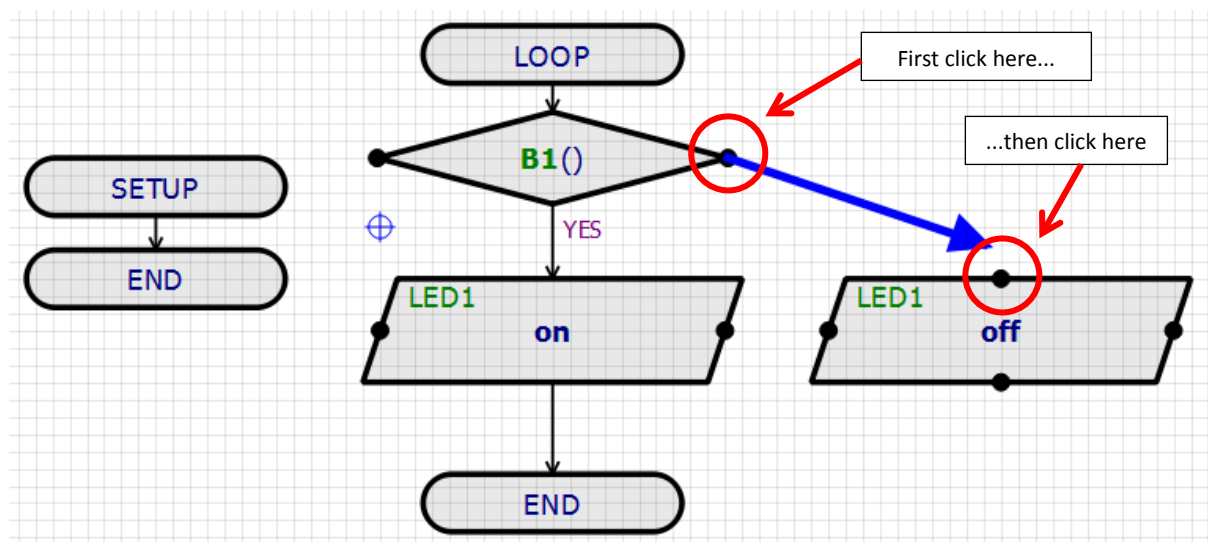 LOOP
First click here...
...then click here
B1()
SETUP
YES
END
LED1
on
LED1
off
END